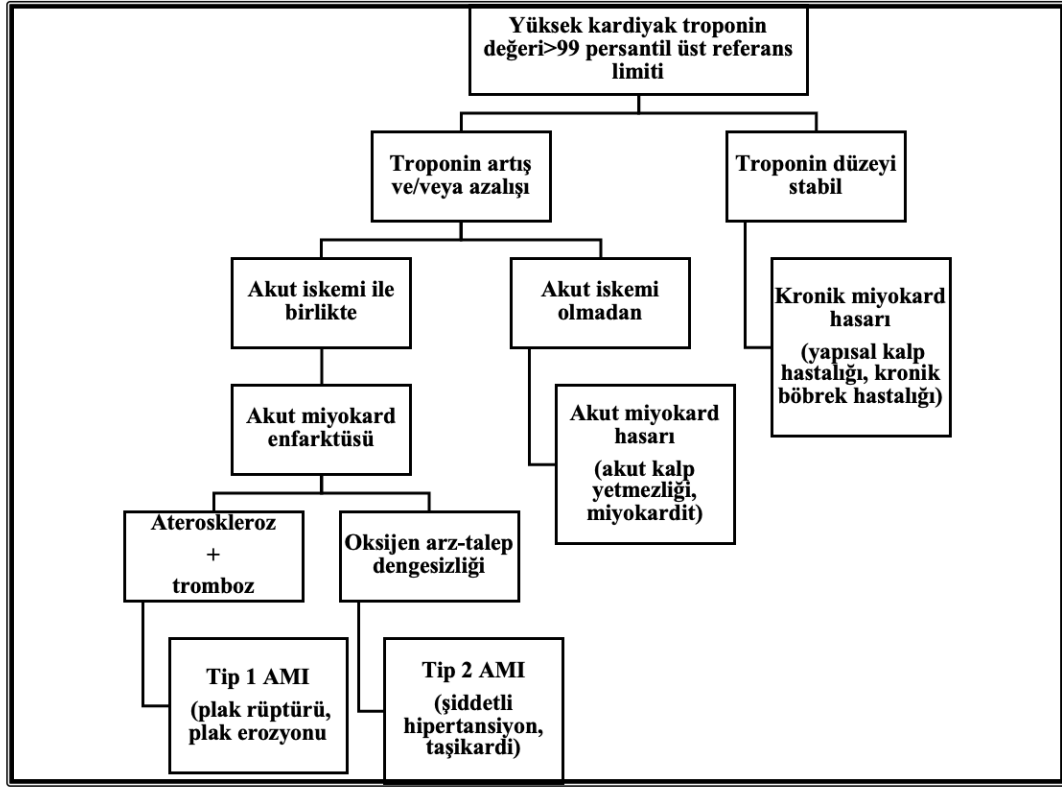 Yüksek kardiyak troponin
değeri>99 persantil üst referans
limiti
Troponin artış
ve/veya azalışı
Troponin düzeyi
stabil
Akut iskemi ile
birlikte
Akut iskemi
olmadan
Kronik miyokard
hasarı
(yapısal kalp
hastalığı, kronik
böbrek hastalığı)
Akut miyokard
enfarktüsü
Akut miyokard
hasarı
(akut kalp
yetmezliği,
miyokardit)
Ateroskleroz
+
tromboz
Oksijen arz-talep
dengesizliği
Tip 1 AMI
(plak rüptürü,
plak erozyonu
Tip 2 AMI
(şiddetli
hipertansiyon,
taşikardi)